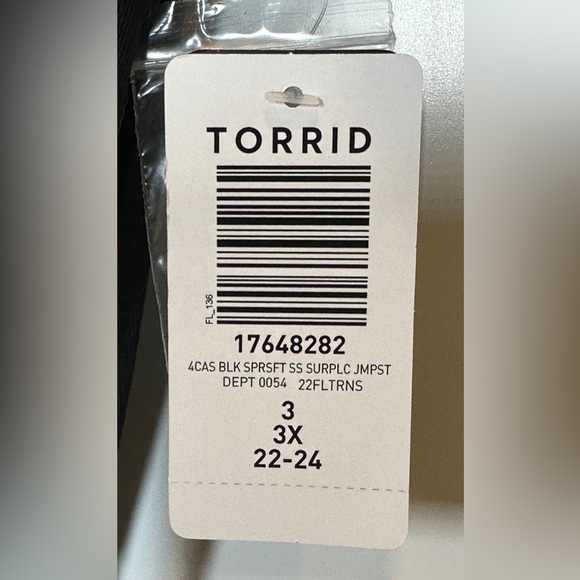 TORRID
FL_136
17648282
4CAS BLK SPRSFT SS SURPLC JMPST
DEPT 0054 22FLTRNS
3
3X
22-24